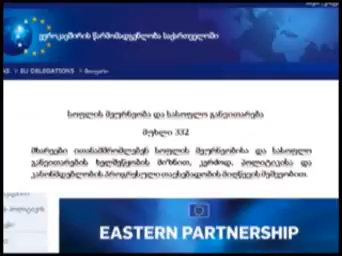 ევროკავშირის წარმომადგენლობა საქართველოში
EU DELEGATIONS > მთავარი
სოფლის მეურნეობა და სასოფლო განვითარება
მუხლი 332
მხარეები ითანამშრომლებენ სოფლის მეურნეობისა და სასოფლო
განვითარების ხელშეწყობის მიზნით, კერძოდ, პოლიტიკისა და
კანონმდებლობის პროგრესული თავსებადობის მიღწევის მეშვეობით.
EASTERN PARTNERSHIP